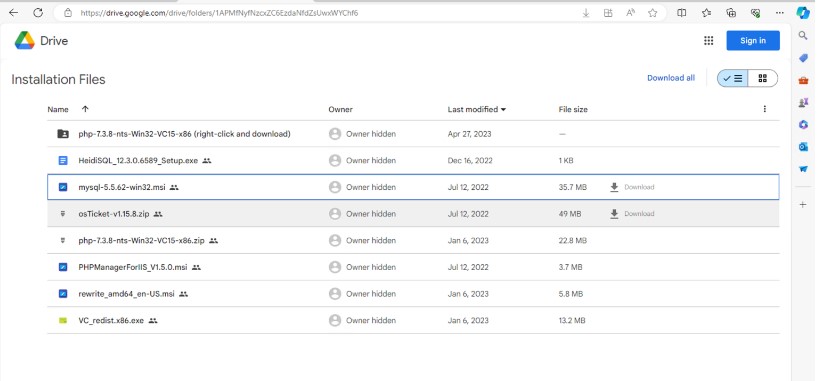 https://drive.google.com/drive/folders/1APMfNyfNzcxZC6EzdaNfdZsUwxWYChf6
Drive
Sign in
Installation Files
Download all
Name Owner Last modified File size
php-7.3.8-nts-Win32-VC15-x86 (right-click and download) Owner hidden Apr 27, 2023 —
HeidiSQL_12.3.0.6589_Setup.exe Owner hidden Dec 16, 2022 1 KB
mysql-5.5.62-win32.msi Owner hidden Jul 12, 2022 35.7 MB Download
osTicket-v1.15.8.zip Owner hidden Jul 12, 2022 49 MB Download
php-7.3.8-nts-Win32-VC15-x86.zip Owner hidden Jan 6, 2023 22.8 MB
PHPManagerForIIS_V1.5.0.msi Owner hidden Jul 12, 2022 3.7 MB
rewrite_amd64_en-US.msi Owner hidden Jan 6, 2023 5.8 MB
VC_redist.x86.exe Owner hidden Jan 6, 2023 13.2 MB